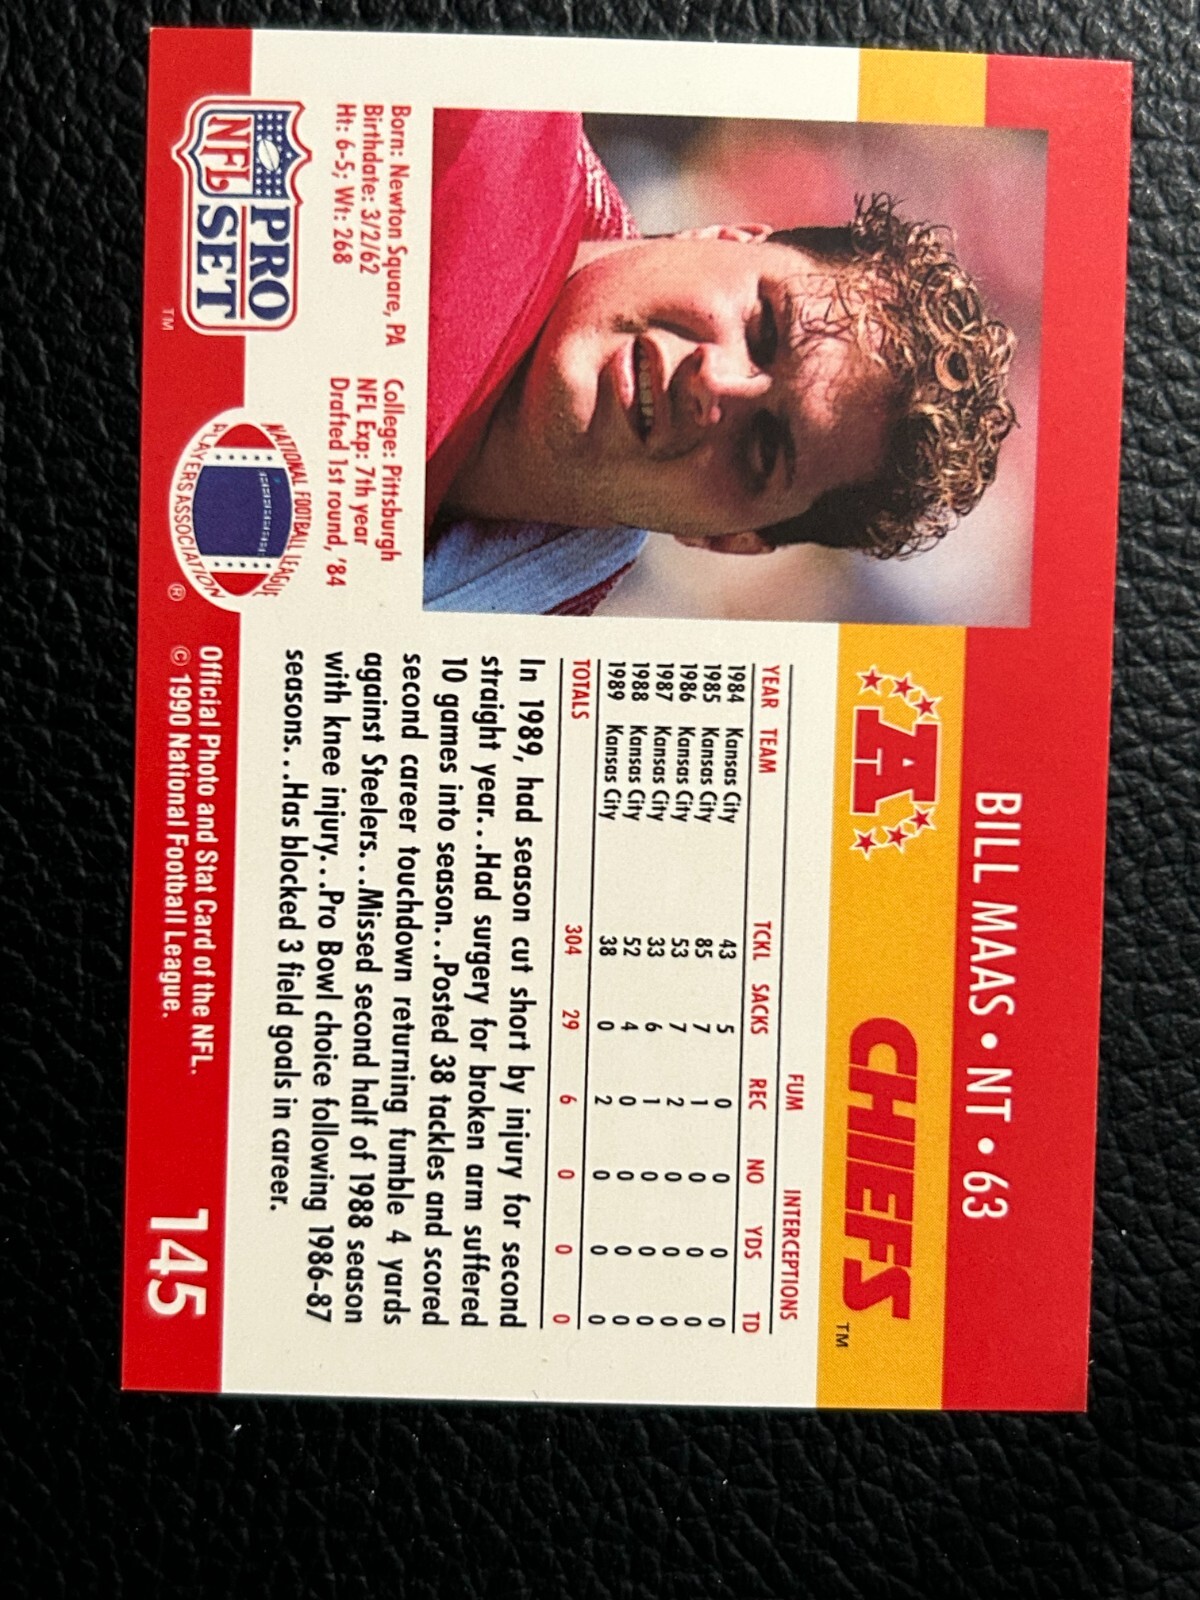 BILL MAAS • NT • 63
A CHIEFS™
FUM INTERCEPTIONS
YEAR TEAM TCKL SACKS REC NO YDS TD
1984 Kansas City 43 5 0 0 0 0
1985 Kansas City 85 7 1 0 0 0
1986 Kansas City 53 7 2 0 0 0
1987 Kansas City 33 6 1 0 0 0
1988 Kansas City 52 4 0 0 0 0
1989 Kansas City 38 0 2 0 0 0
TOTALS 304 29 6 0 0 0
In 1989, had season cut short by injury for second
straight year...Had surgery for broken arm suffered
10 games into season...Posted 38 tackles and scored
second career touchdown returning fumble 4 yards
against Steelers...Missed second half of 1988 season
with knee injury...Pro Bowl choice following 1986-87
seasons...Has blocked 3 field goals in career.
Born: Newton Square, PA
Birthdate: 3/2/62
Ht: 6-5; Wt: 268
College: Pittsburgh
NFL Exp: 7th year
Drafted 1st round, '84
PRO
NFL SET™
NATIONAL FOOTBALL LEAGUE
PLAYERS ASSOCIATION®
Official Photo and Stat Card of the NFL.
© 1990 National Football League.
145